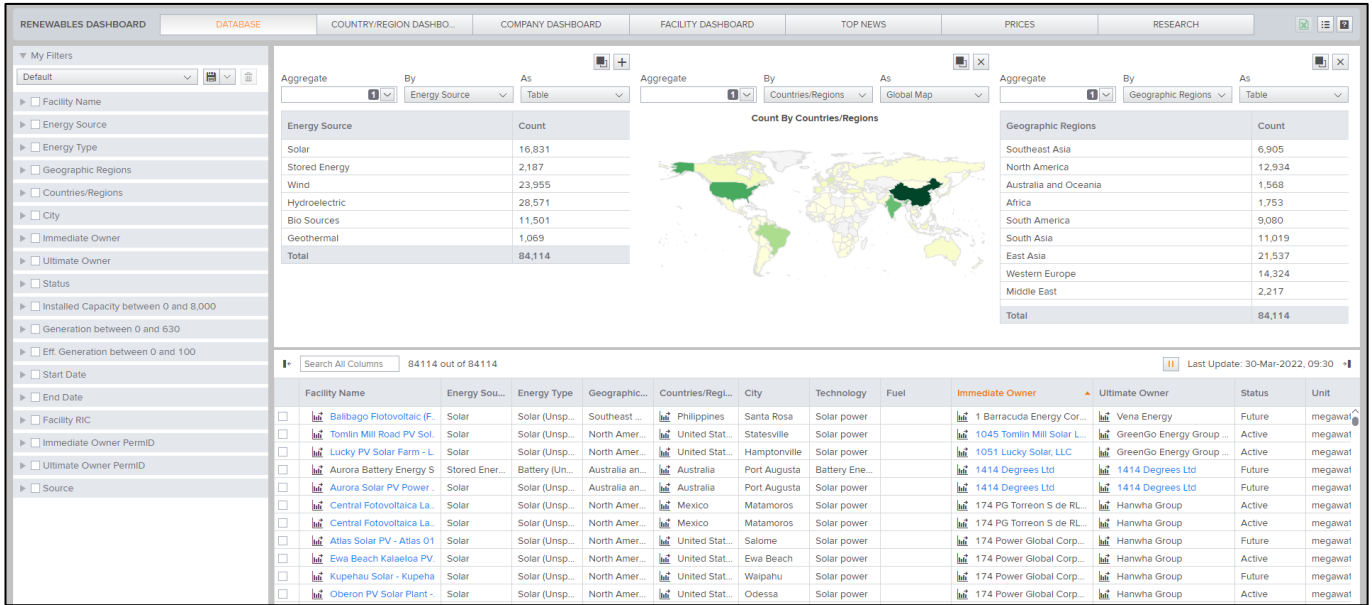 RENEWABLES DASHBOARD DATABASE COUNTRY/REGION DASHBO... COMPANY DASHBOARD FACILITY DASHBOARD TOP NEWS PRICES RESEARCH
My Filters
Default
Facility Name
Energy Source
Energy Type
Geographic Regions
Countries/Regions
City
Immediate Owner
Ultimate Owner
Status
Installed Capacity between 0 and 8,000
Generation between 0 and 630
Eff. Generation between 0 and 100
Start Date
End Date
Facility RIC
Immediate Owner PermID
Ultimate Owner PermID
Source
Aggregate By As
1 Energy Source Table
Energy Source Count
Solar 16,831
Stored Energy 2,187
Wind 23,955
Hydroelectric 28,571
Bio Sources 11,501
Geothermal 1,069
Total 84,114
Aggregate By As
1 Countries/Regions Global Map
Count By Countries/Regions
Aggregate By As
1 Geographic Regions Table
Geographic Regions Count
Southeast Asia 6,905
North America 12,934
Australia and Oceania 1,568
Africa 1,753
South America 9,080
South Asia 11,019
East Asia 21,537
Western Europe 14,324
Middle East 2,217
Total 84,114
Search All Columns 84114 out of 84114 Last Update: 30-Mar-2022, 09:30
Facility Name Energy Sou... Energy Type Geographic... Countries/Regi... City Technology Fuel Immediate Owner Ultimate Owner Status Unit
Balibago Flotovoltaic (F.. Solar Solar (Unsp... Southeast ... Philippines Santa Rosa Solar power 1 Barracuda Energy Cor... Vena Energy Future megawat
Tomlin Mill Road PV Sol.. Solar Solar (Unsp... North Amer... United Stat... Statesville Solar power 1045 Tomlin Mill Solar L... GreenGo Energy Group ... Active megawat
Lucky PV Solar Farm - L. Solar Solar (Unsp... North Amer... United Stat... Hamptonville Solar power 1051 Lucky Solar, LLC GreenGo Energy Group ... Active megawat
Aurora Battery Energy S Stored Ener... Battery (Un... Australia an... Australia Port Augusta Battery Ene... 1414 Degrees Ltd 1414 Degrees Ltd Future megawat
Aurora Solar PV Power . Solar Solar (Unsp... Australia an... Australia Port Augusta Solar power 1414 Degrees Ltd 1414 Degrees Ltd Future megawat
Central Fotovoltaica La.. Solar Solar (Unsp... North Amer... Mexico Matamoros Solar power 174 PG Torreon S de RL... Hanwha Group Active megawat
Central Fotovoltaica La.. Solar Solar (Unsp... North Amer... Mexico Matamoros Solar power 174 PG Torreon S de RL... Hanwha Group Active megawat
Atlas Solar PV - Atlas 01 Solar Solar (Unsp... North Amer... United Stat... Salome Solar power 174 Power Global Corp... Hanwha Group Future megawat
Ewa Beach Kalaeloa PV. Solar Solar (Unsp... North Amer... United Stat... Ewa Beach Solar power 174 Power Global Corp... Hanwha Group Active megawat
Kupehau Solar - Kupeha Solar Solar (Unsp... North Amer... United Stat... Waipahu Solar power 174 Power Global Corp... Hanwha Group Future megawat
Oberon PV Solar Plant -. Solar Solar (Unsp... North Amer... United Stat... Odessa Solar power 174 Power Global Corp... Hanwha Group Active megawat